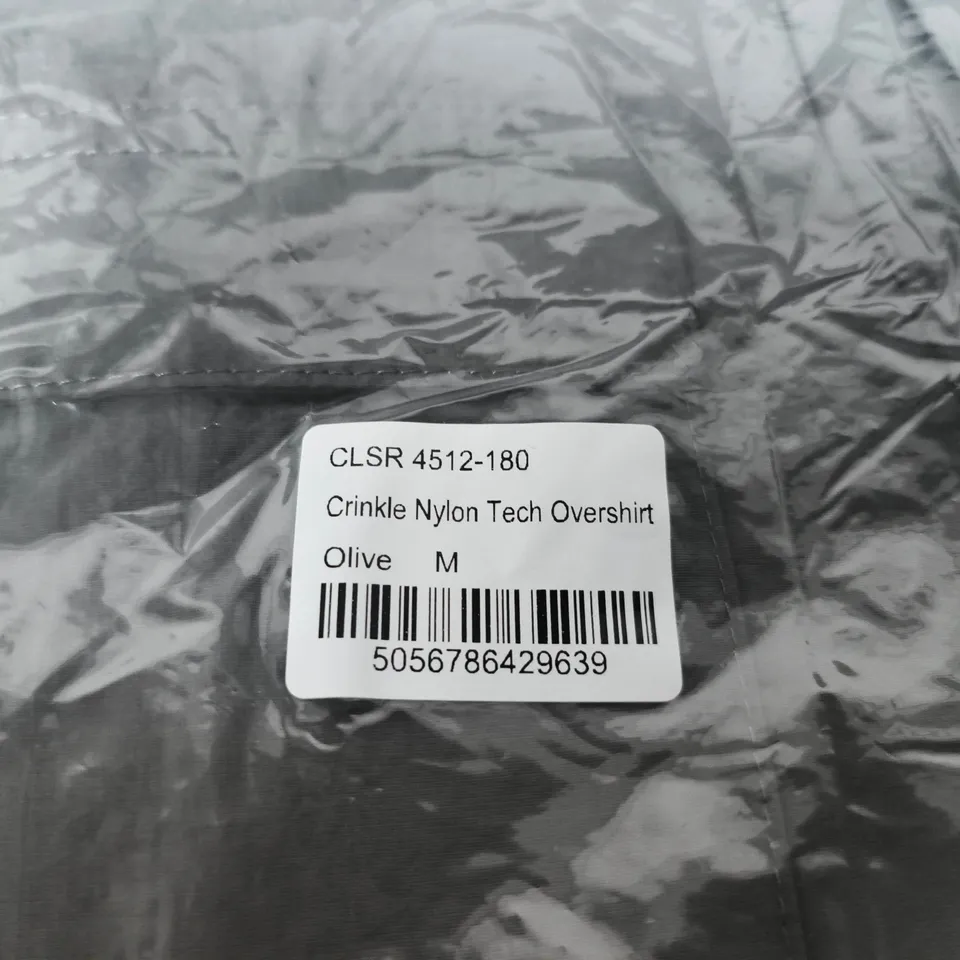 CLSR 4512-180
Crinkle Nylon Tech Overshirt
Olive M
5056786429639